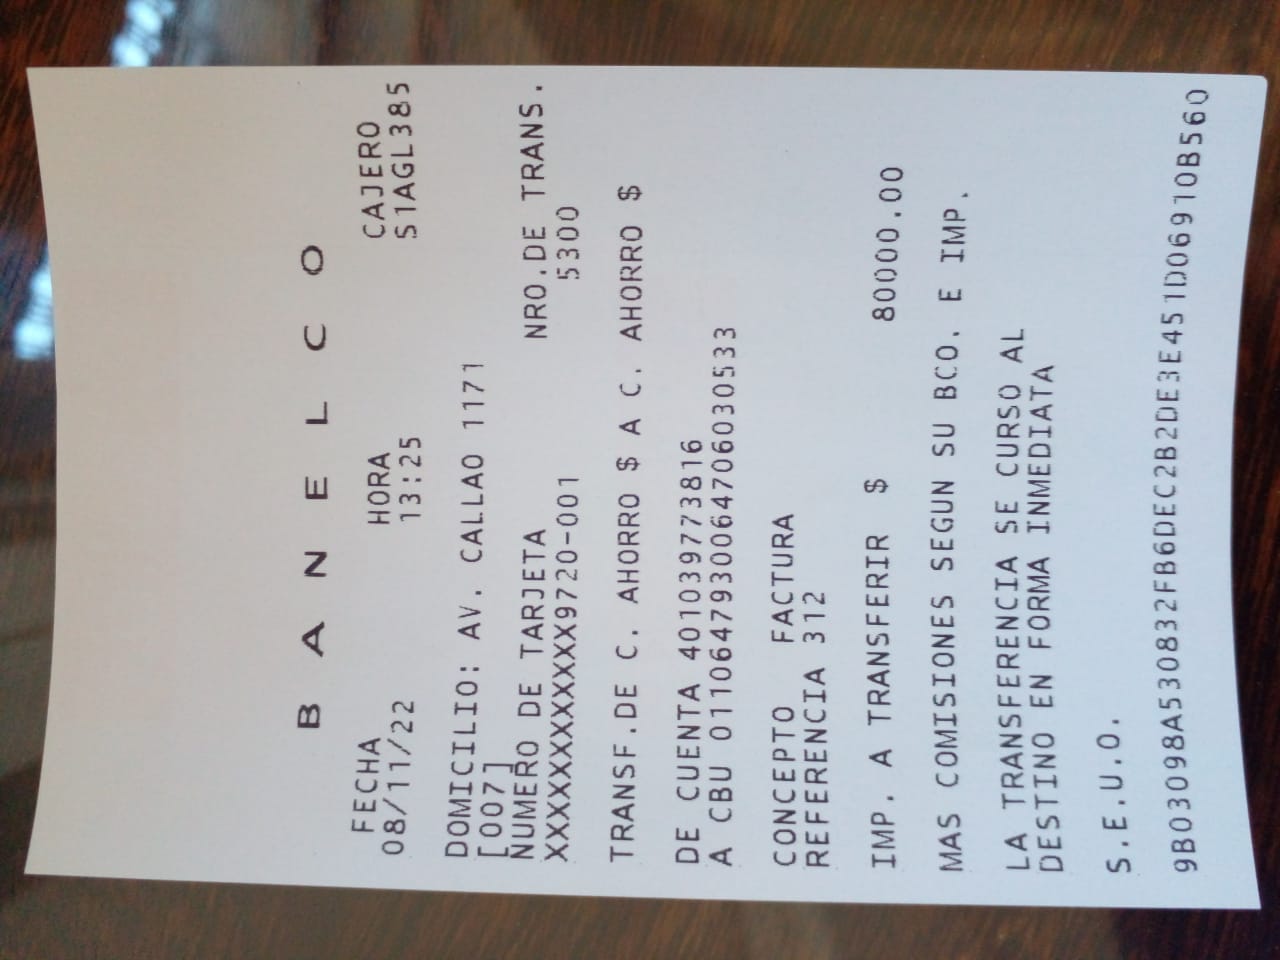 BANELCO
FECHA HORA CAJERO
08/11/22 13:25 S1AGL385
DOMICILIO: AV. CALLAO 1171
[007]
NUMERO DE TARJETA NRO.DE TRANS.
XXXXXXXXXXXX9720-001 5300
TRANSF.DE C. AHORRO $ A C. AHORRO $
DE CUENTA 401039773816
A CBU 0110647930064706030533
CONCEPTO FACTURA
REFERENCIA 312
IMP. A TRANSFERIR $ 80000.00
MAS COMISIONES SEGUN SU BCO. E IMP.
LA TRANSFERENCIA SE CURSO AL
DESTINO EN FORMA INMEDIATA
S.E.U.O.
9B03098A530832FB6DEC2B2DE3E451D06910B560